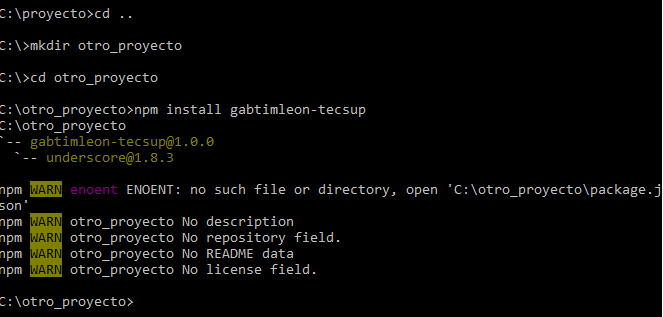 C:\proyecto>cd ..
C:\>mkdir otro_proyecto
C:\>cd otro_proyecto
C:\otro_proyecto>npm install gabtimleon-tecsup
C:\otro_proyecto
`-- gabtimleon-tecsup@1.0.0
  `-- underscore@1.8.3
npm WARN enoent ENOENT: no such file or directory, open 'C:\otro_proyecto\package.j
son'
npm WARN otro_proyecto No description
npm WARN otro_proyecto No repository field.
npm WARN otro_proyecto No README data
npm WARN otro_proyecto No license field.
C:\otro_proyecto>